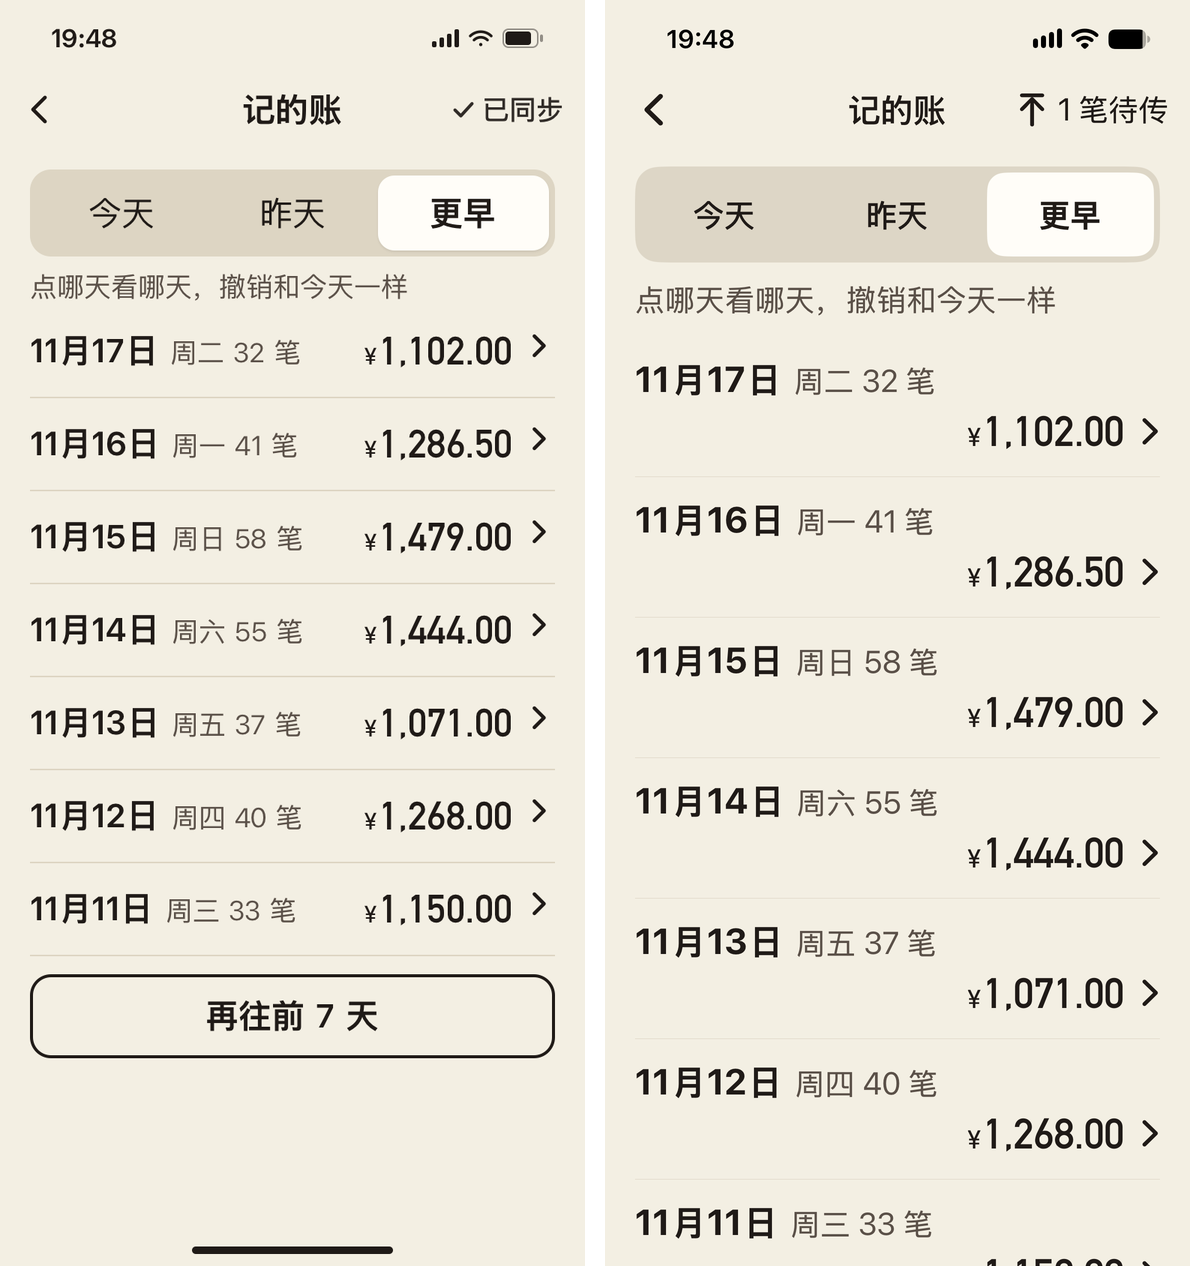 19:48
记的账
已同步
今天 昨天 更早
点哪天看哪天，撤销和今天一样
11月17日 周二 32 笔 ¥1,102.00
11月16日 周一 41 笔 ¥1,286.50
11月15日 周日 58 笔 ¥1,479.00
11月14日 周六 55 笔 ¥1,444.00
11月13日 周五 37 笔 ¥1,071.00
11月12日 周四 40 笔 ¥1,268.00
11月11日 周三 33 笔 ¥1,150.00
再往前 7 天
19:48
记的账
1 笔待传
今天 昨天 更早
点哪天看哪天，撤销和今天一样
11月17日 周二 32 笔
¥1,102.00
11月16日 周一 41 笔
¥1,286.50
11月15日 周日 58 笔
¥1,479.00
11月14日 周六 55 笔
¥1,444.00
11月13日 周五 37 笔
¥1,071.00
11月12日 周四 40 笔
¥1,268.00
11月11日 周三 33 笔